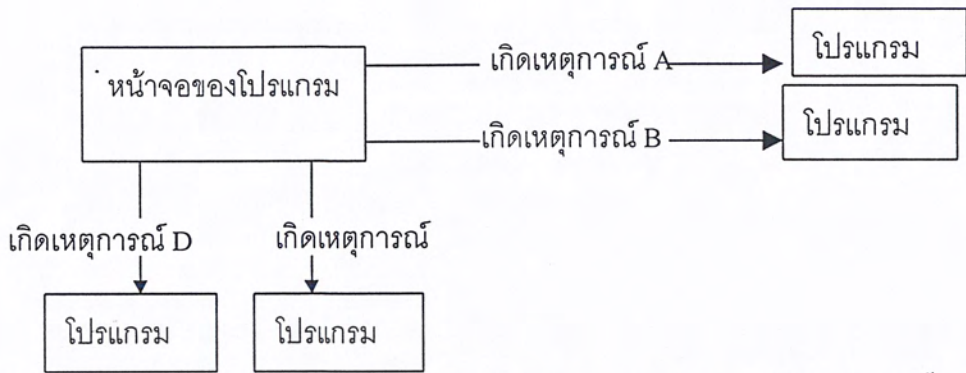 โปรแกรม
หน้าจอของโปรแกรม
เกิดเหตุการณ์ A
โปรแกรม
เกิดเหตุการณ์ B
เกิดเหตุการณ์ D
เกิดเหตุการณ์
โปรแกรม
โปรแกรม